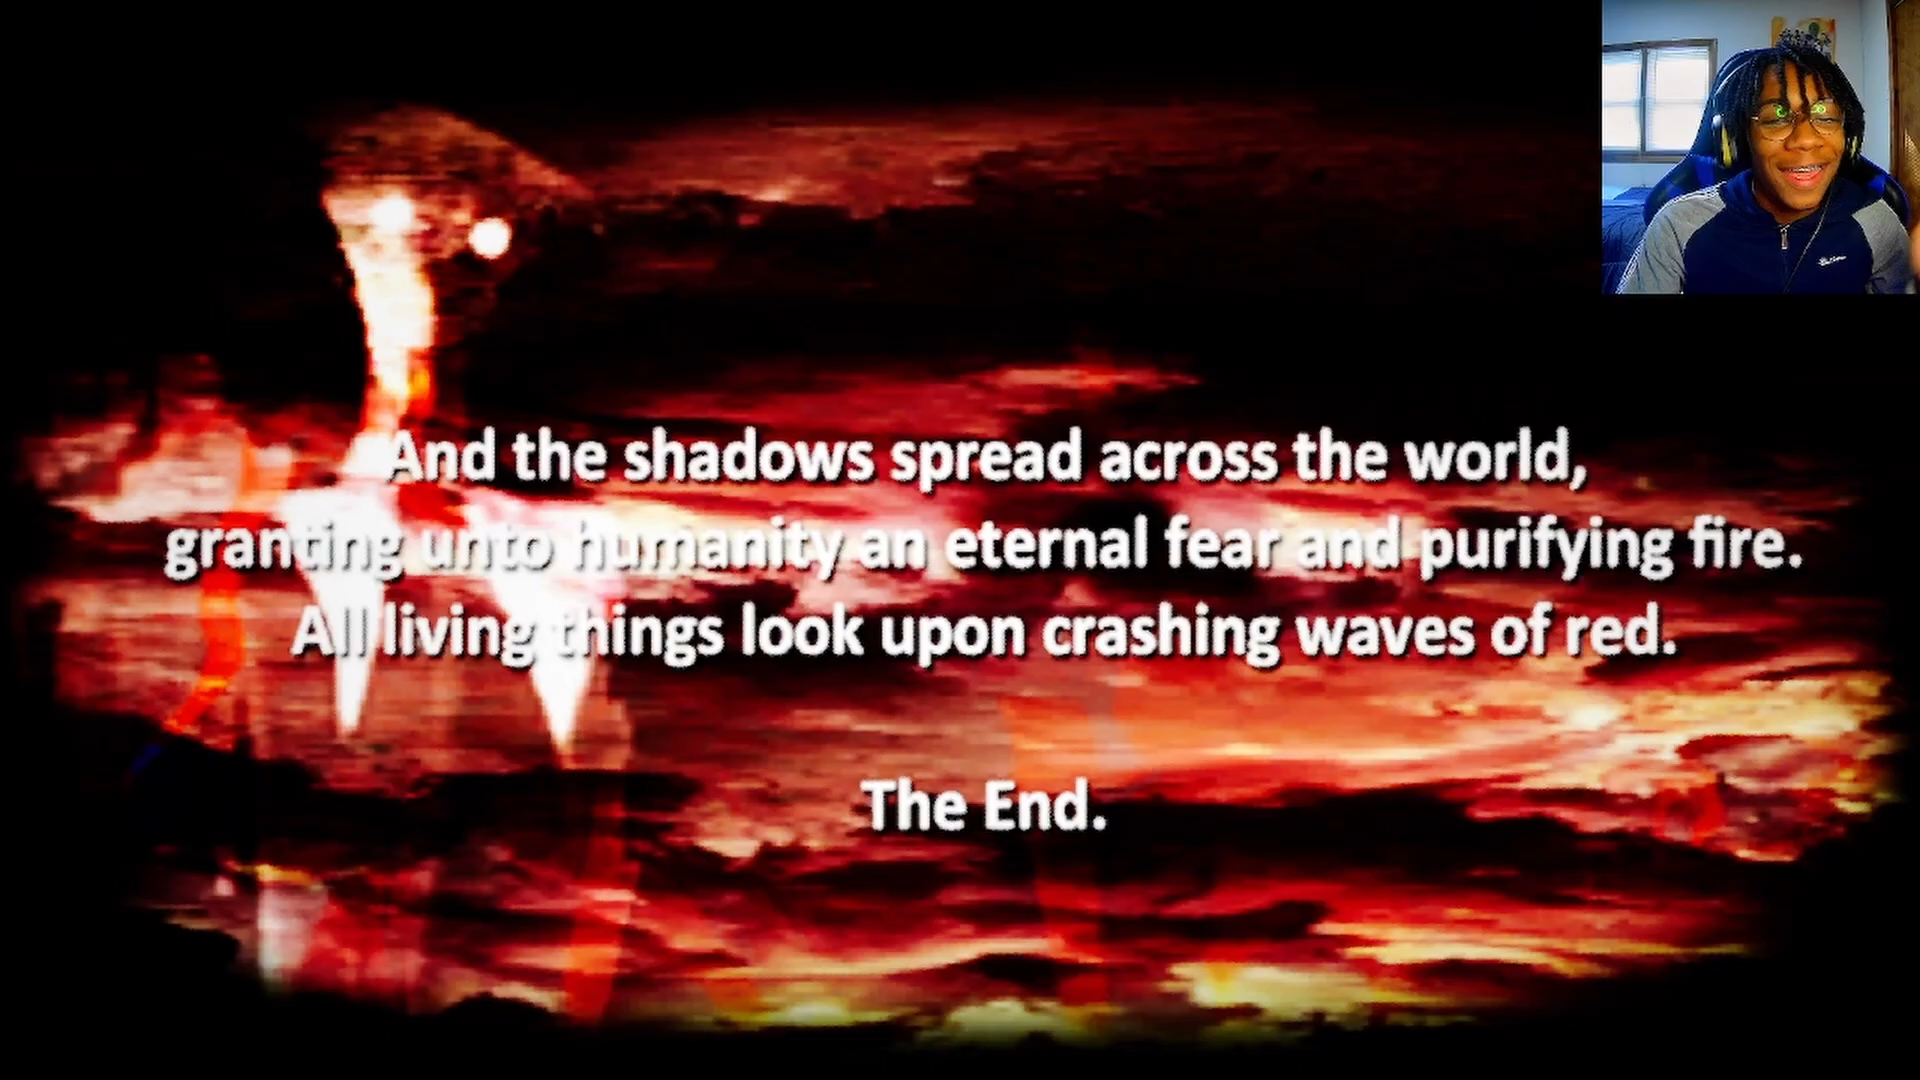 And the shadows spread across the world,
granting unto humanity an eternal fear and purifying fire.
All living things look upon crashing waves of red.
The End.